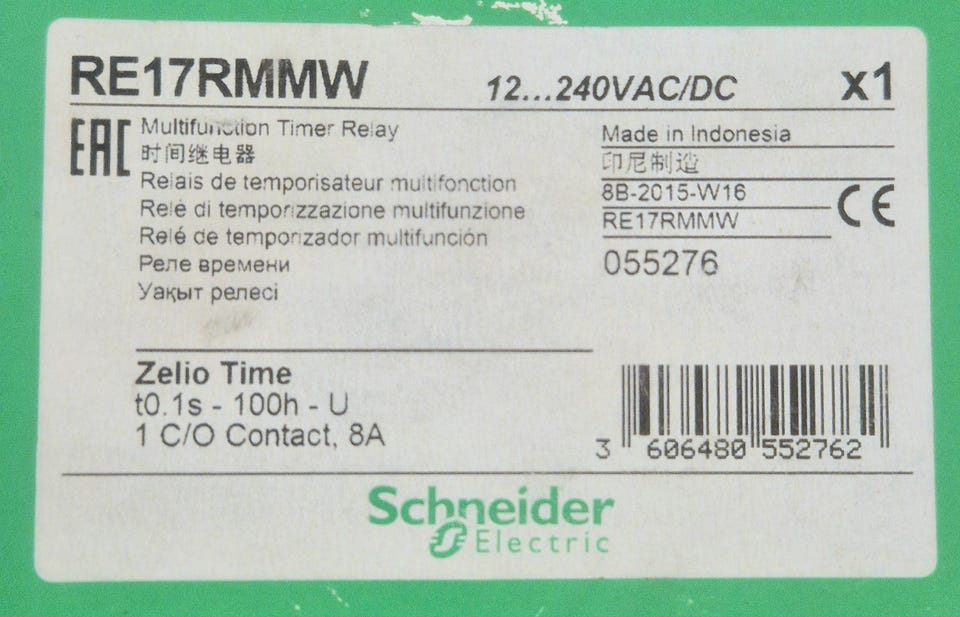 RE17RMMW 12...240VAC/DC x1
EAC
Multifunction Timer Relay
时间继电器
Relais de temporisateur multifonction
Relè di temporizzazione multifunzione
Relé de temporizador multifunción
Реле времени
Уақыт релесі
Made in Indonesia
印尼制造
8B-2015-W16
RE17RMMW
CE
055276
Zelio Time
t0.1s - 100h - U
1 C/O Contact, 8A
3 606480 552762
Schneider
Electric